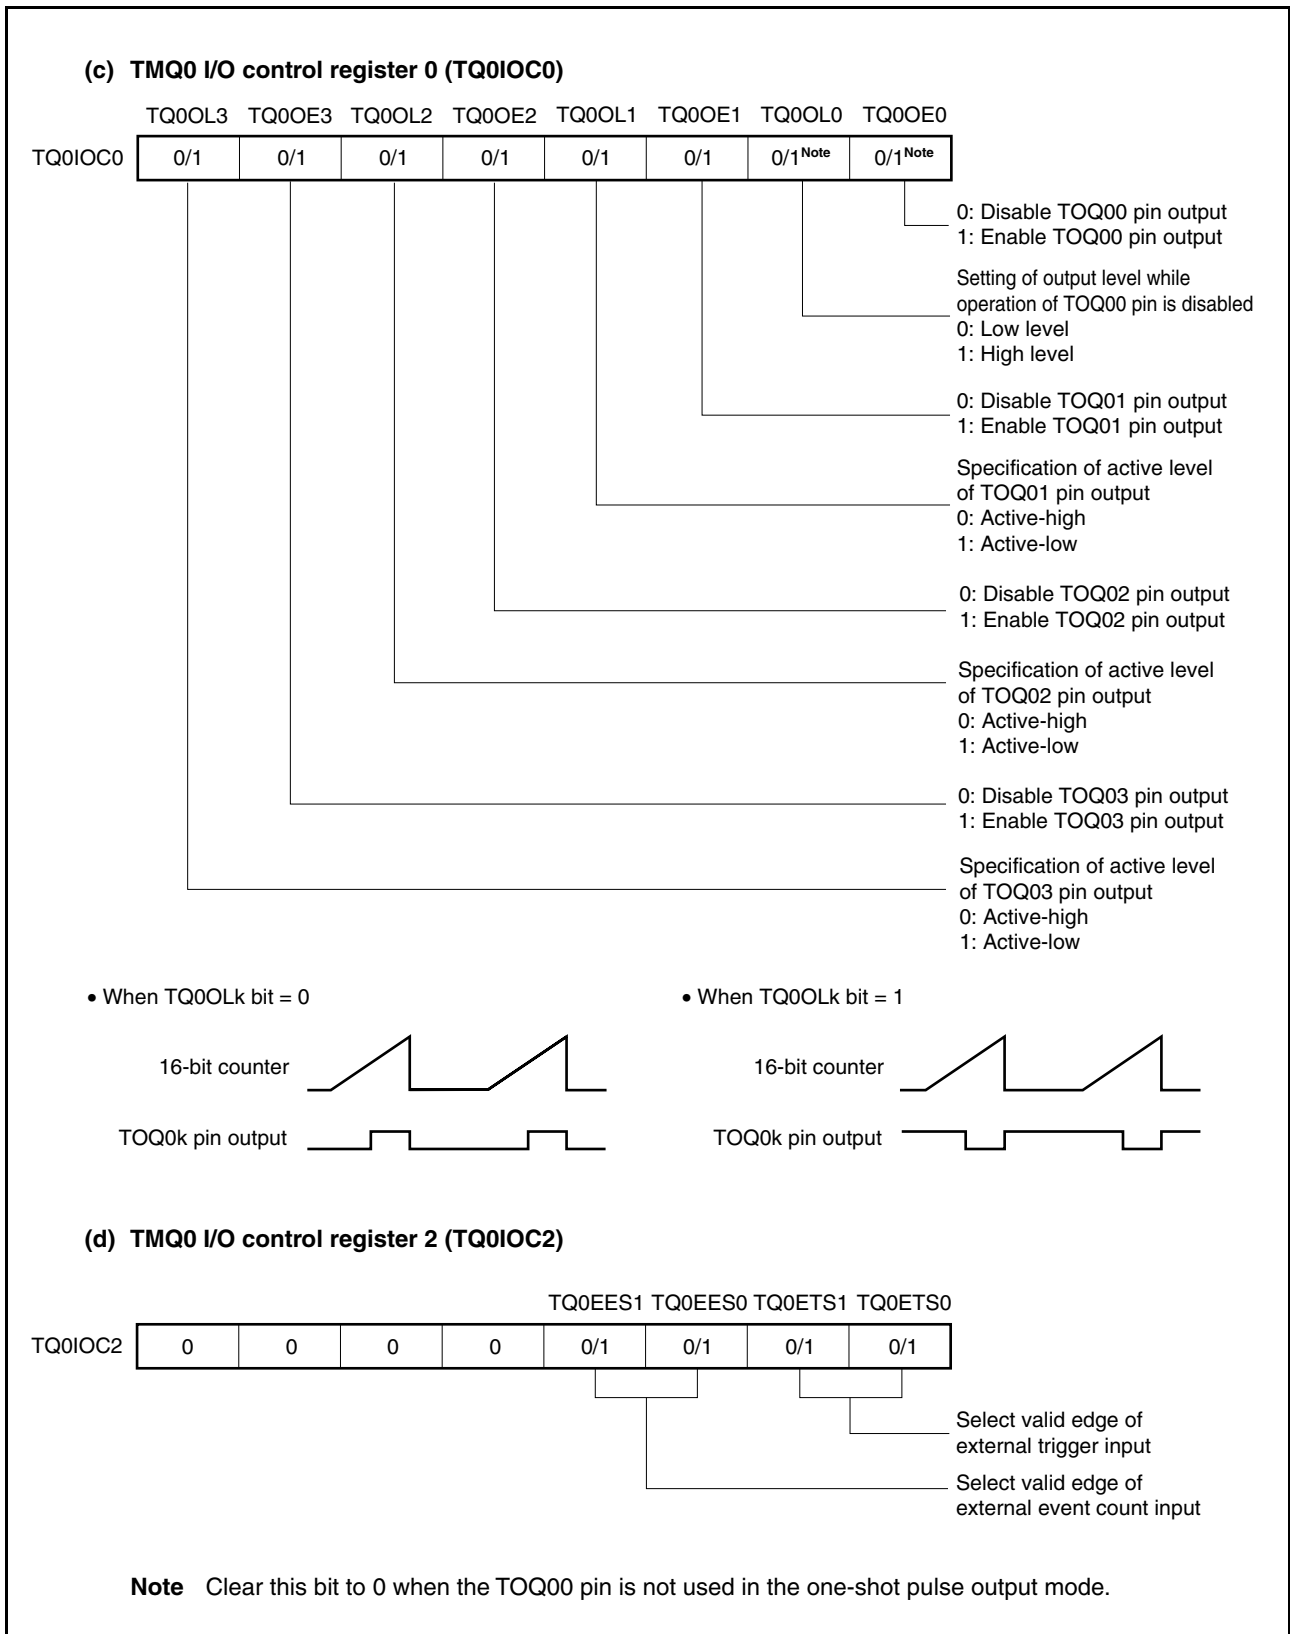 (c) TMQ0 I/O control register 0 (TQ0IOC0)
TQ0OL3 TQ0OE3 TQ0OL2 TQ0OE2 TQ0OL1 TQ0OE1 TQ0OL0 TQ0OE0
TQ0IOC0 0/1 0/1 0/1 0/1 0/1 0/1 0/1 Note 0/1 Note
0: Disable TOQ00 pin output
1: Enable TOQ00 pin output
Setting of output level while
operation of TOQ00 pin is disabled
0: Low level
1: High level
0: Disable TOQ01 pin output
1: Enable TOQ01 pin output
Specification of active level
of TOQ01 pin output
0: Active-high
1: Active-low
0: Disable TOQ02 pin output
1: Enable TOQ02 pin output
Specification of active level
of TOQ02 pin output
0: Active-high
1: Active-low
0: Disable TOQ03 pin output
1: Enable TOQ03 pin output
Specification of active level
of TOQ03 pin output
0: Active-high
1: Active-low
• When TQ0OLk bit = 0
16-bit counter
TOQ0k pin output
• When TQ0OLk bit = 1
16-bit counter
TOQ0k pin output
(d) TMQ0 I/O control register 2 (TQ0IOC2)
TQ0EES1 TQ0EES0 TQ0ETS1 TQ0ETS0
TQ0IOC2 0 0 0 0 0/1 0/1 0/1 0/1
Select valid edge of
external trigger input
Select valid edge of
external event count input
Note Clear this bit to 0 when the TOQ00 pin is not used in the one-shot pulse output mode.